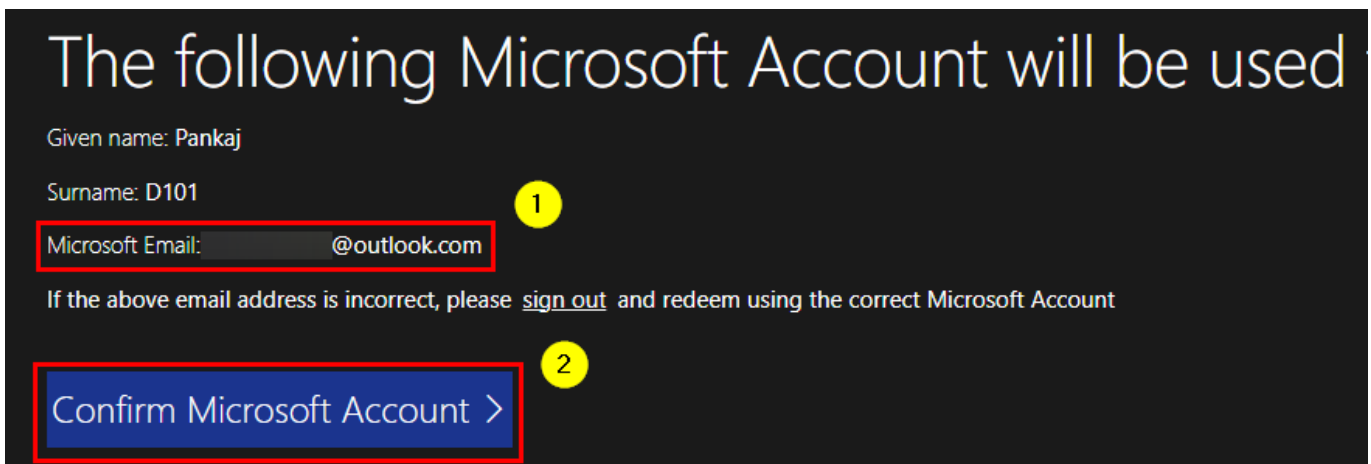 The following Microsoft Account will be used
Given name: Pankaj
Surname: D101
1
Microsoft Email: @outlook.com
If the above email address is incorrect, please sign out and redeem using the correct Microsoft Account
2
Confirm Microsoft Account >